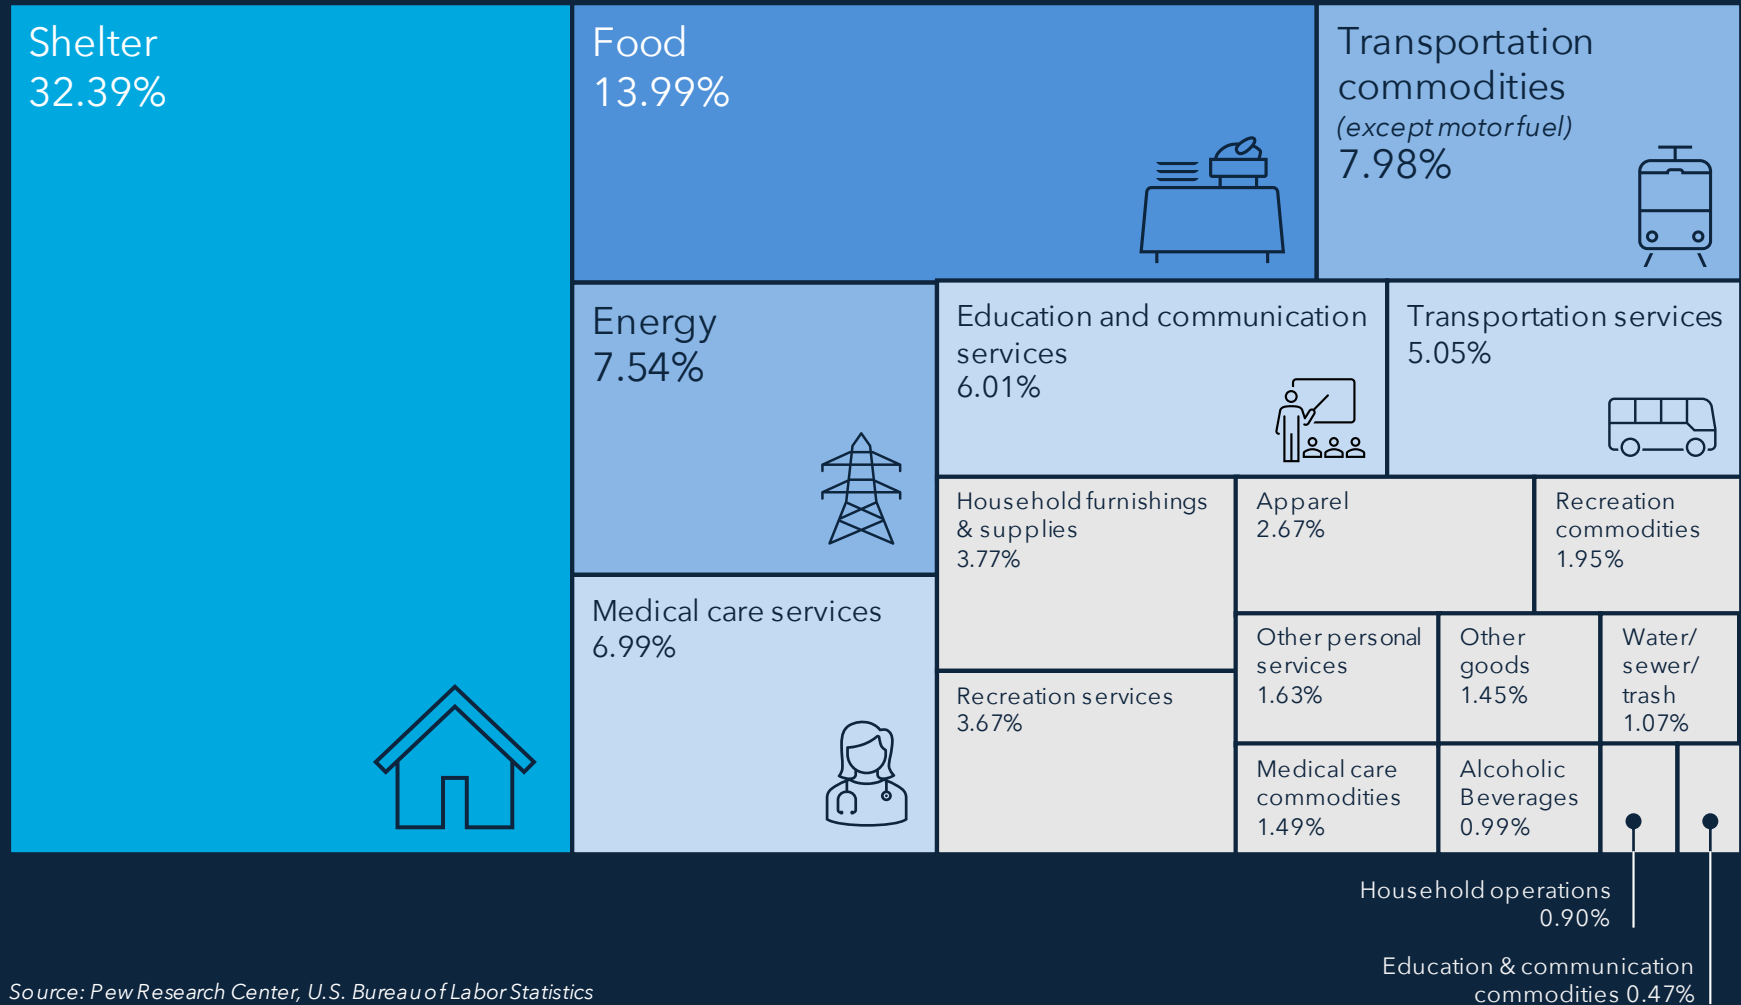 Shelter
32.39%
Food
13.99%
Transportation
commodities
(except motor fuel)
7.98%
Energy
7.54%
Education and communication
services
6.01%
Transportation services
5.05%
Medical care services
6.99%
Household furnishings
& supplies
3.77%
Apparel
2.67%
Recreation
commodities
1.95%
Recreation services
3.67%
Other personal
services
1.63%
Other
goods
1.45%
Water/
sewer/
trash
1.07%
Medical care
commodities
1.49%
Alcoholic
Beverages
0.99%
Household operations
0.90%
Education & communication
commodities 0.47%
Source: Pew Research Center, U.S. Bureau of Labor Statistics